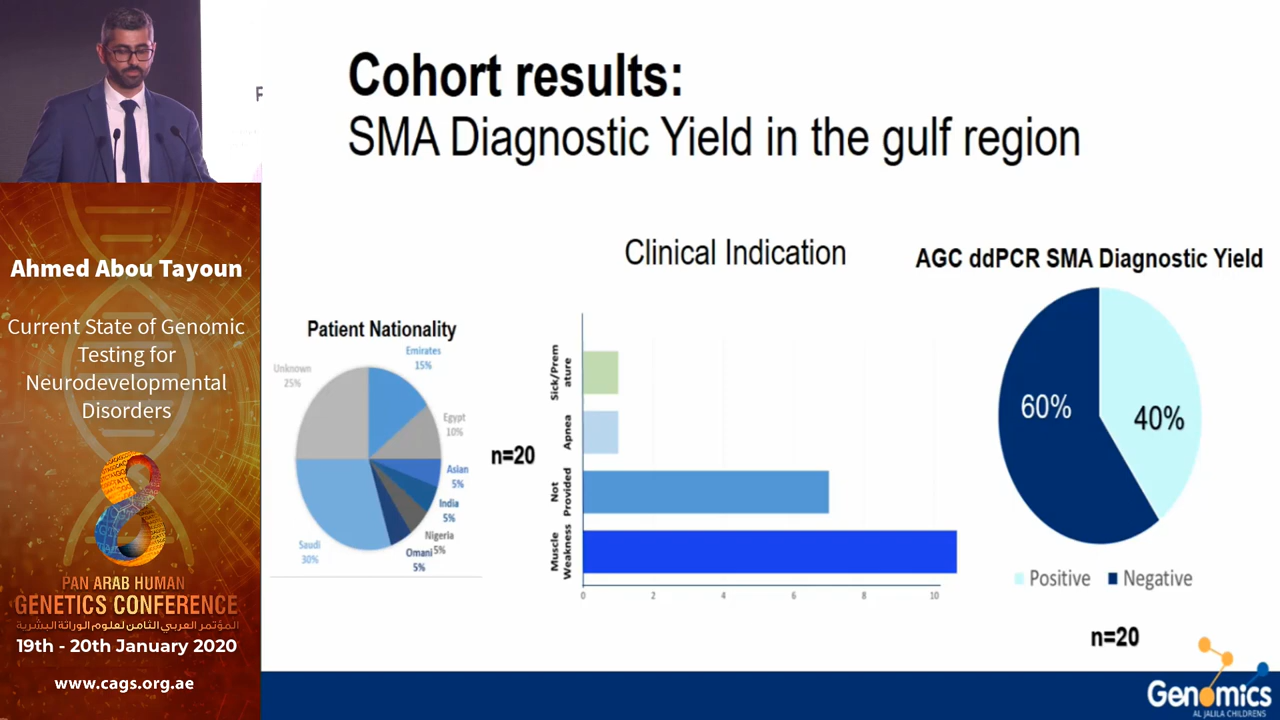 Cohort results:
SMA Diagnostic Yield in the gulf region
Ahmed Abou Tayoun
Current State of Genomic
Testing for
Neurodevelopmental
Disorders
PAN ARAB HUMAN
GENETICS CONFERENCE
المؤتمر العربي الثامن لعلوم الوراثة البشرية
19th - 20th January 2020
www.cags.org.ae
Patient Nationality
Emirates
15%
Egypt
10%
Asian
5%
India
5%
Nigeria
5%
Omani
5%
Saudi
30%
Unknown
25%
n=20
Clinical Indication
Sick/Prem
ature
Apnea
Not
Provided
Muscle
Weakness
0 2 4 6 8 10
AGC ddPCR SMA Diagnostic Yield
60%
40%
Positive Negative
n=20
Genomics
AL JALILA CHILDRENS